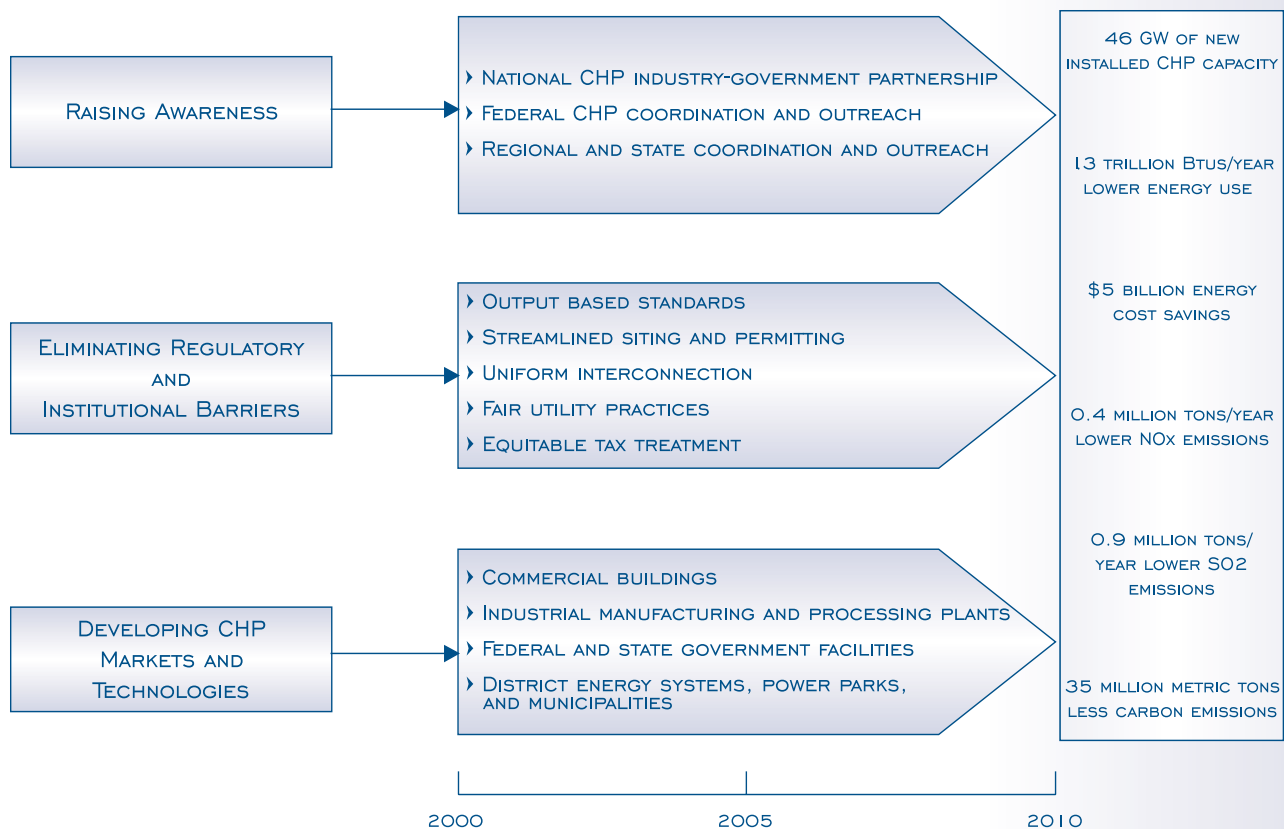 Raising Awareness
National CHP industry-government partnership
Federal CHP coordination and outreach
Regional and state coordination and outreach
Eliminating Regulatory
and
Institutional Barriers
Output based standards
Streamlined siting and permitting
Uniform interconnection
Fair utility practices
Equitable tax treatment
Developing CHP
Markets and
Technologies
Commercial buildings
Industrial manufacturing and processing plants
Federal and state government facilities
District energy systems, power parks,
and municipalities
46 GW of new
installed CHP capacity
13 trillion Btus/year
lower energy use
$5 billion energy
cost savings
0.4 million tons/year
lower NOx emissions
0.9 million tons/
year lower SO2
emissions
35 million metric tons
less carbon emissions
2000
2005
2010